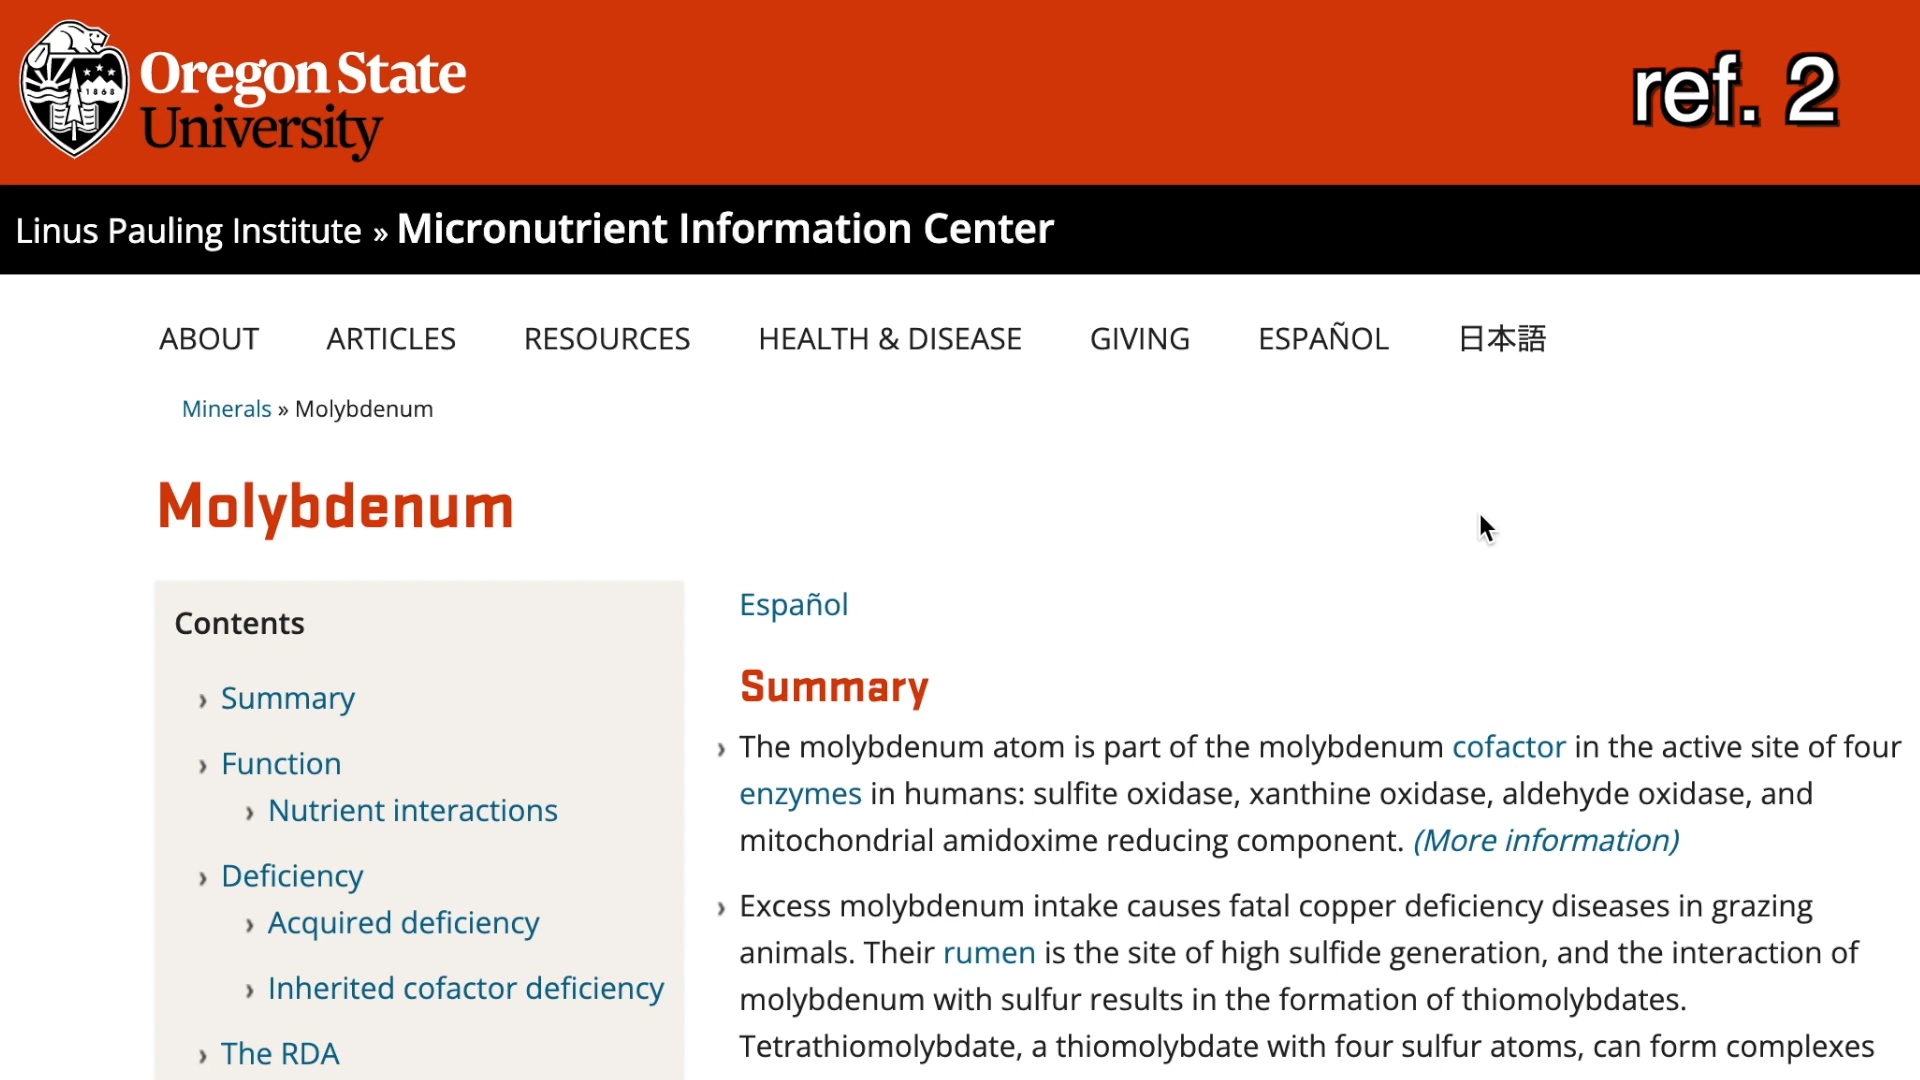 1868
Oregon State
University
ref. 2
Linus Pauling Institute » Micronutrient Information Center
ABOUT ARTICLES RESOURCES HEALTH & DISEASE GIVING ESPAÑOL 日本語
Minerals » Molybdenum
Molybdenum
Contents
› Summary
› Function
› Nutrient interactions
› Deficiency
› Acquired deficiency
› Inherited cofactor deficiency
› The RDA
Español
Summary
› The molybdenum atom is part of the molybdenum cofactor in the active site of four
enzymes in humans: sulfite oxidase, xanthine oxidase, aldehyde oxidase, and
mitochondrial amidoxime reducing component. (More information)
› Excess molybdenum intake causes fatal copper deficiency diseases in grazing
animals. Their rumen is the site of high sulfide generation, and the interaction of
molybdenum with sulfur results in the formation of thiomolybdates.
Tetrathiomolybdate, a thiomolybdate with four sulfur atoms, can form complexes